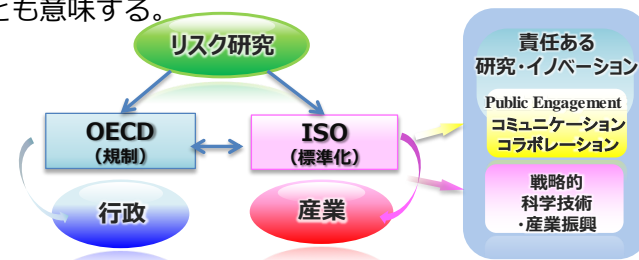 とも意味する。
リスク研究
OECD
（規制）
ISO
（標準化）
行政
産業
責任ある
研究・イノベーション
Public Engagement
コミュニケーション
コラボレーション
戦略的
科学技術
・産業振興